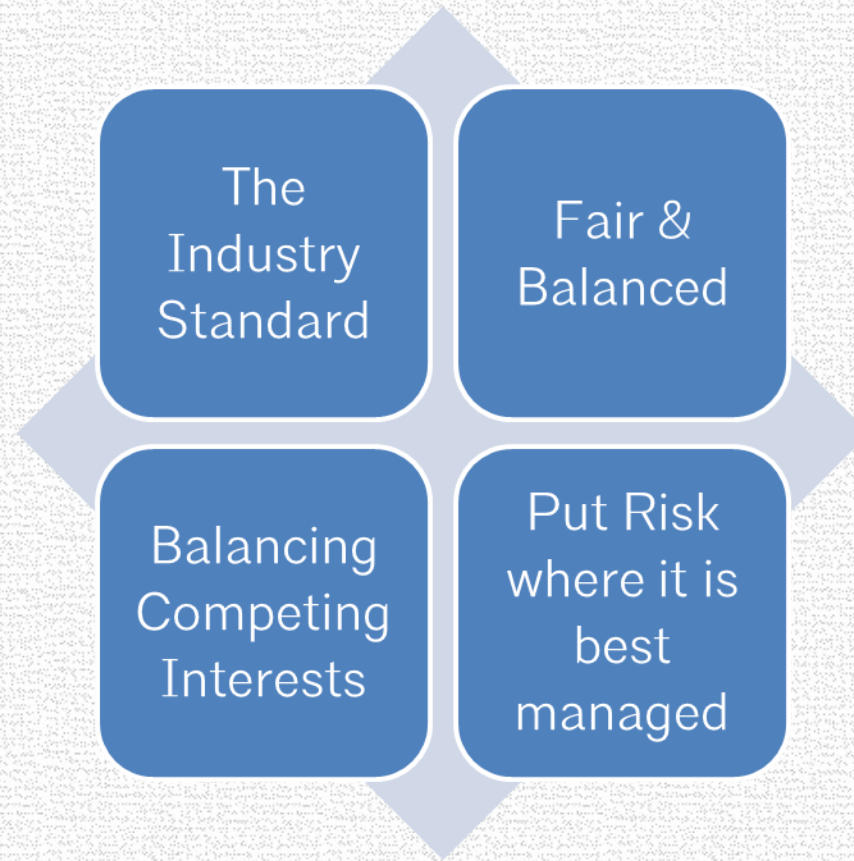 The
Industry
Standard
Fair &
Balanced
Balancing
Competing
Interests
Put Risk
where it is
best
managed